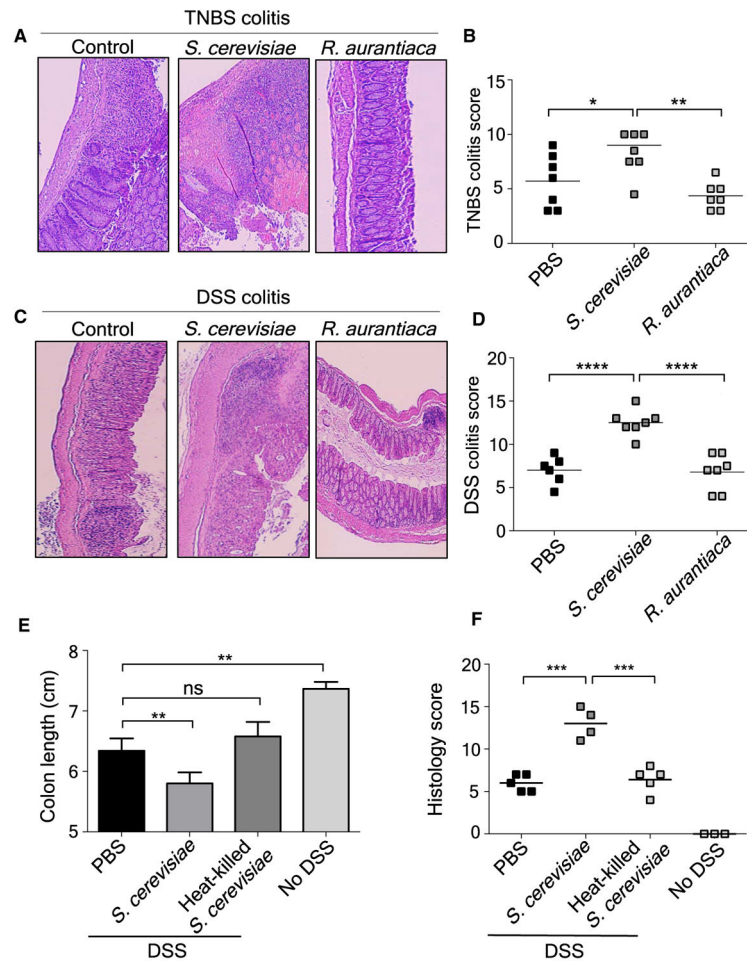 TNBS colitis
A
Control
S. cerevisiae
R. aurantiaca
B
TNBS colitis score
15
10
5
0
*
**
PBS
S. cerevisiae
R. aurantiaca
DSS colitis
C
Control
S. cerevisiae
R. aurantiaca
D
DSS colitis score
20
15
10
5
0
****
****
PBS
S. cerevisiae
R. aurantiaca
E
Colon length (cm)
8
7
6
5
**
ns
**
PBS
S. cerevisiae
Heat-killed
S. cerevisiae
No DSS
DSS
F
Histology score
20
15
10
5
0
***
***
PBS
S. cerevisiae
Heat-killed
S. cerevisiae
No DSS
DSS